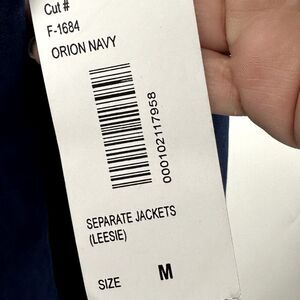 Cut #
F-1684
ORION NAVY
000102117958
SEPARATE JACKETS
(LEESIE)
SIZE M